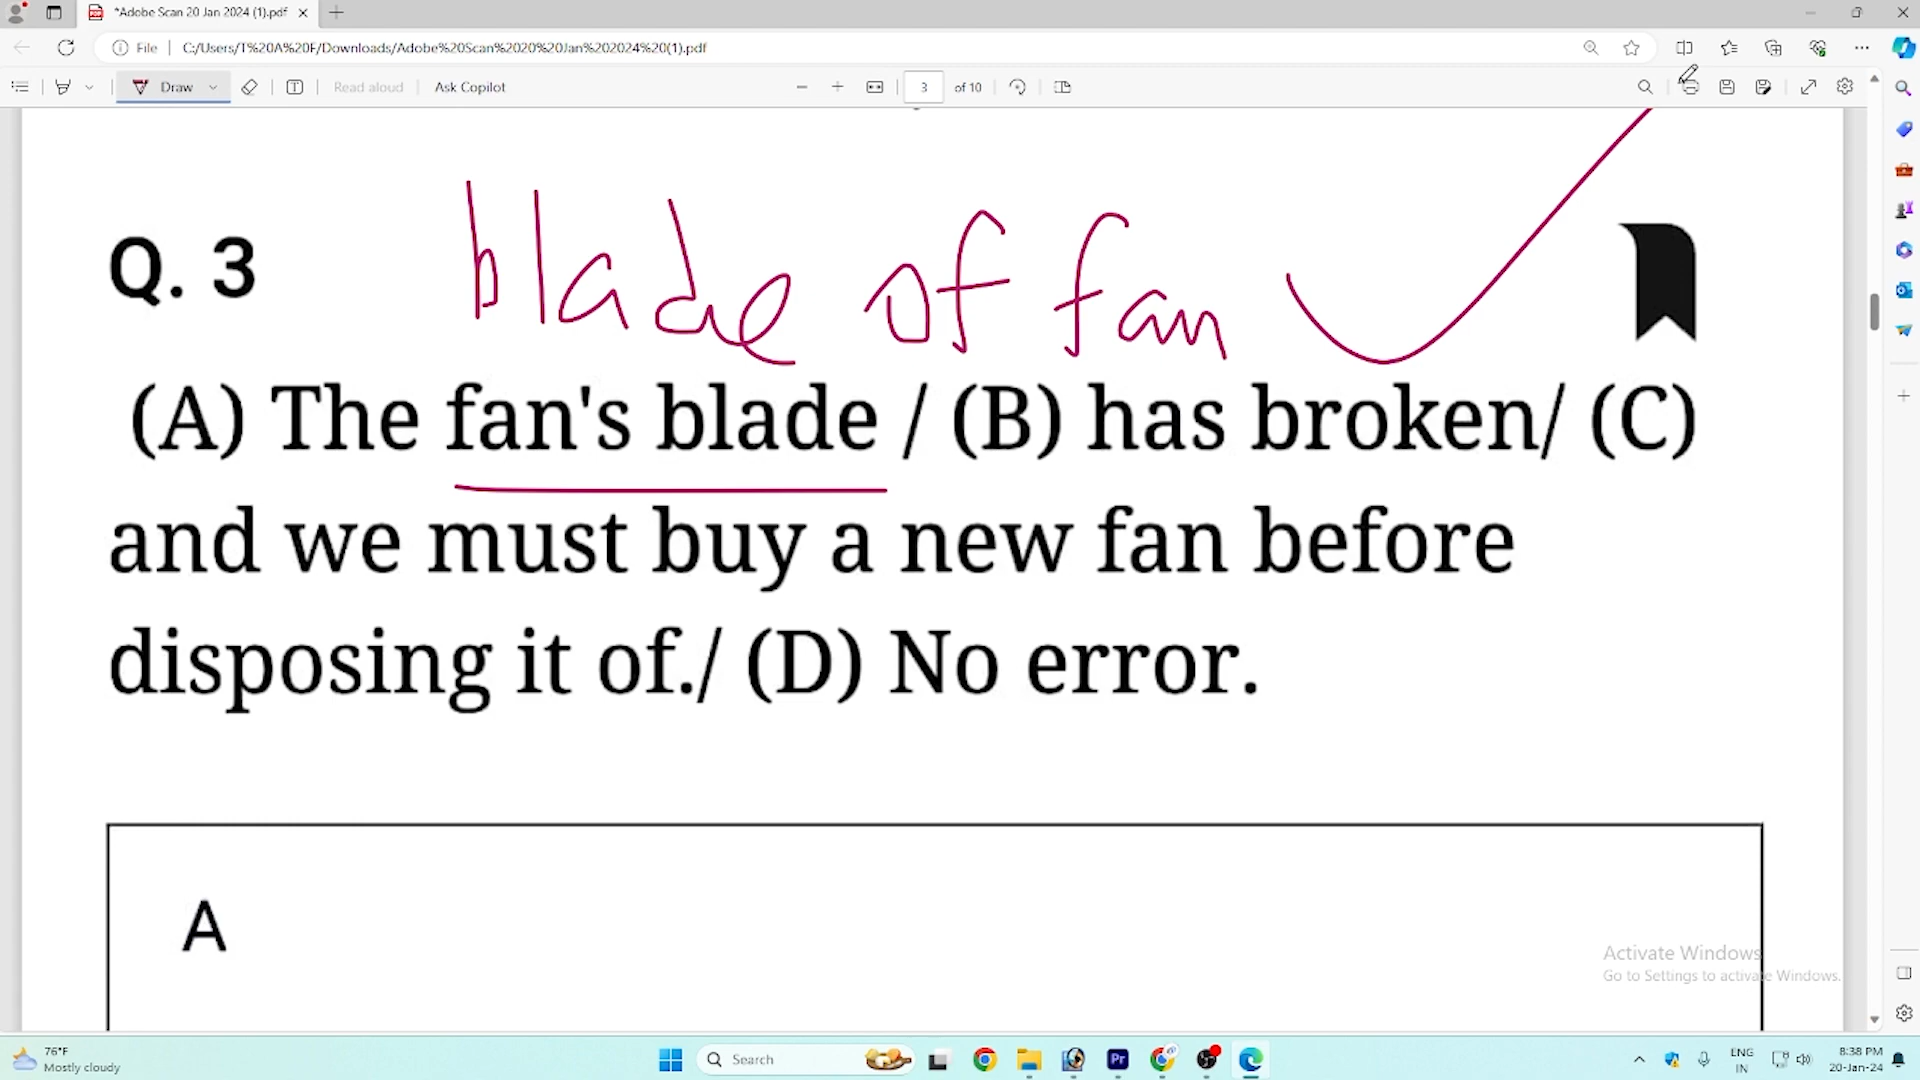 *Adobe Scan 20 Jan 2024 (1).pdf
File | C:/Users/T%20A%20F/Downloads/Adobe%20Scan%2020%20Jan%202024%20(1).pdf
Draw Read aloud Ask Copilot 3 of 10
blade of fan
Q. 3
(A) The fan's blade / (B) has broken/ (C)
and we must buy a new fan before
disposing it of./ (D) No error.
A
Activate Windows
Go to Settings to activate Windows.
76°F
Mostly cloudy
Search
Pr
ENG
IN
8:38 PM
20-Jan-24